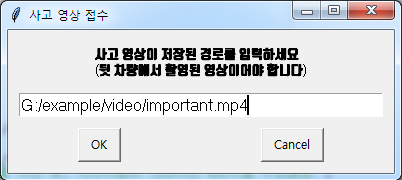 사고 영상 접수
사고 영상이 저장된 경로를 입력하세요
(뒷 차량에서 촬영된 영상이어야 합니다)
G:/example/video/important.mp4
OK
Cancel